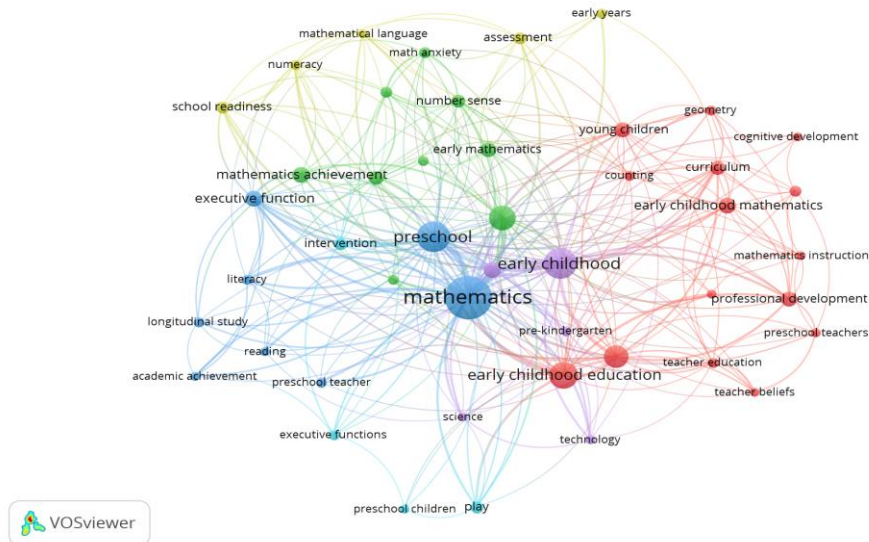 early years
mathematical language
assessment
math anxiety
numeracy
school readiness
number sense
geometry
young children
cognitive development
early mathematics
counting
curriculum
mathematics achievement
executive function
early childhood mathematics
preschool
intervention
mathematics instruction
early childhood
literacy
mathematics
professional development
longitudinal study
pre-kindergarten
preschool teachers
reading
teacher education
academic achievement
preschool teacher
early childhood education
teacher beliefs
science
executive functions
technology
preschool children
play
VOSviewer